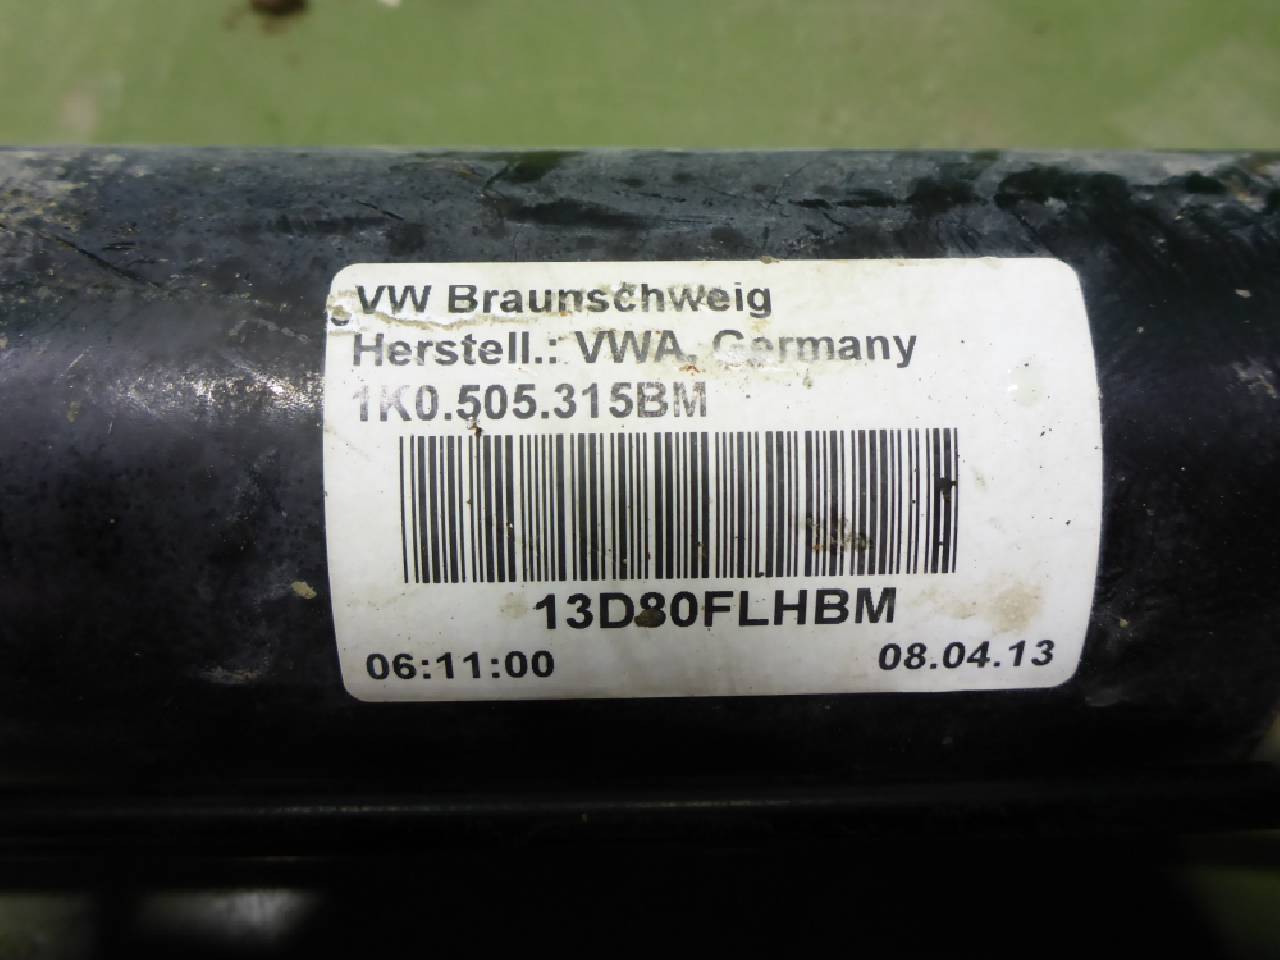 VW Braunschweig
Herstell.: VWA, Germany
1K0.505.315BM
13D80FLHBM
06:11:00
08.04.13